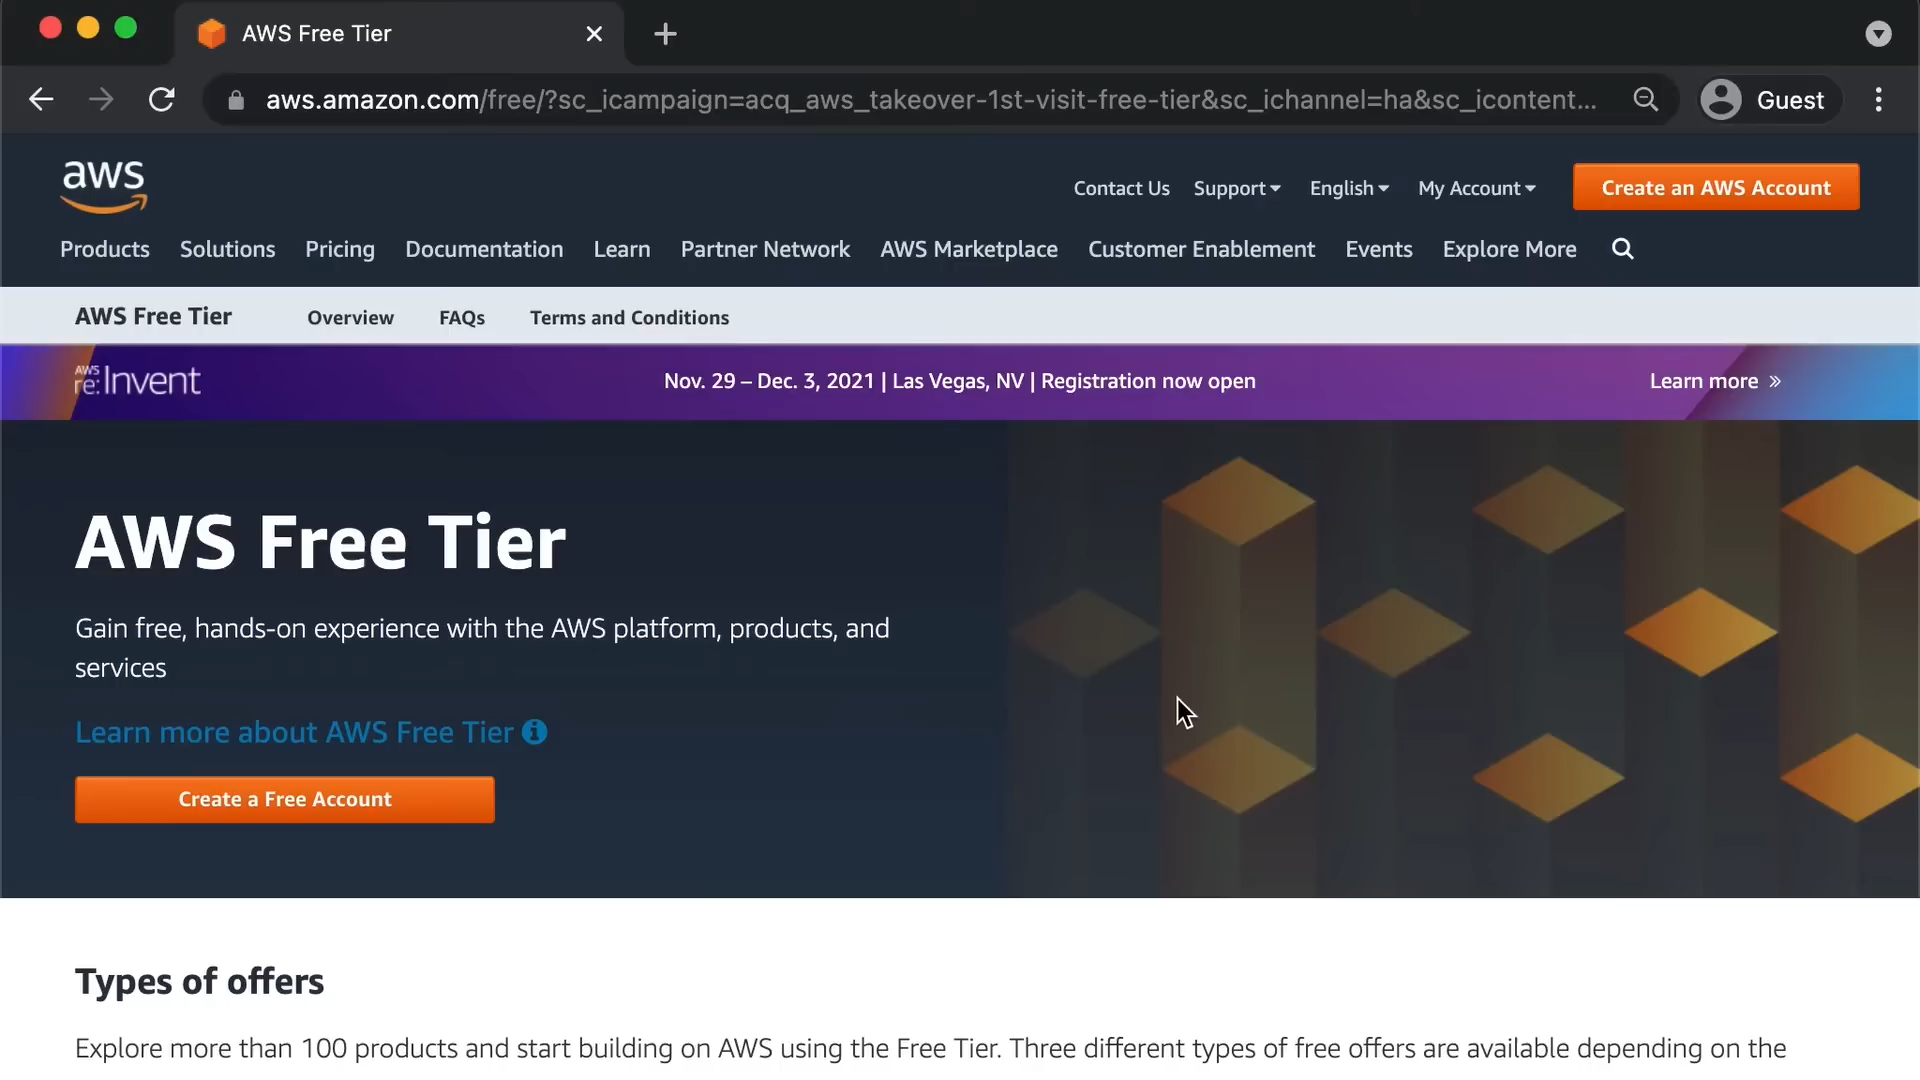 AWS Free Tier
aws.amazon.com/free/?sc_icampaign=acq_aws_takeover-1st-visit-free-tier&sc_ichannel=ha&sc_icontent...
Guest
aws
Contact Us Support English My Account Create an AWS Account
Products Solutions Pricing Documentation Learn Partner Network AWS Marketplace Customer Enablement Events Explore More
AWS Free Tier Overview FAQs Terms and Conditions
AWS re:Invent Nov. 29 – Dec. 3, 2021 | Las Vegas, NV | Registration now open Learn more »
AWS Free Tier
Gain free, hands-on experience with the AWS platform, products, and
services
Learn more about AWS Free Tier
Create a Free Account
Types of offers
Explore more than 100 products and start building on AWS using the Free Tier. Three different types of free offers are available depending on the